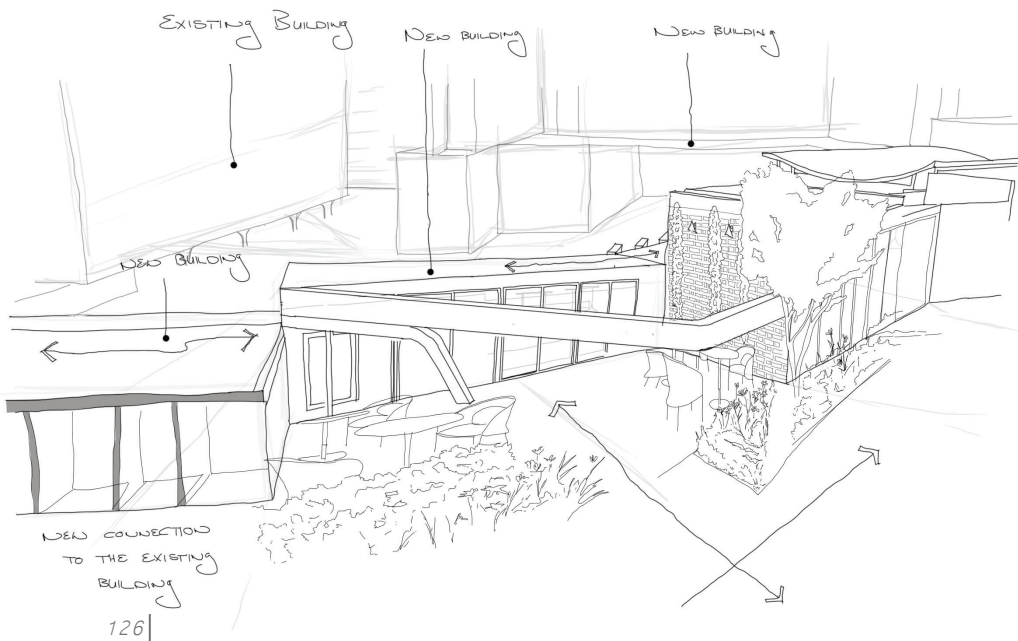 EXISTING BUILDING
NEW BUILDING
NEW BUILDING
NEW BUILDING
NEW CONNECTION
TO THE EXISTING
BUILDING
126